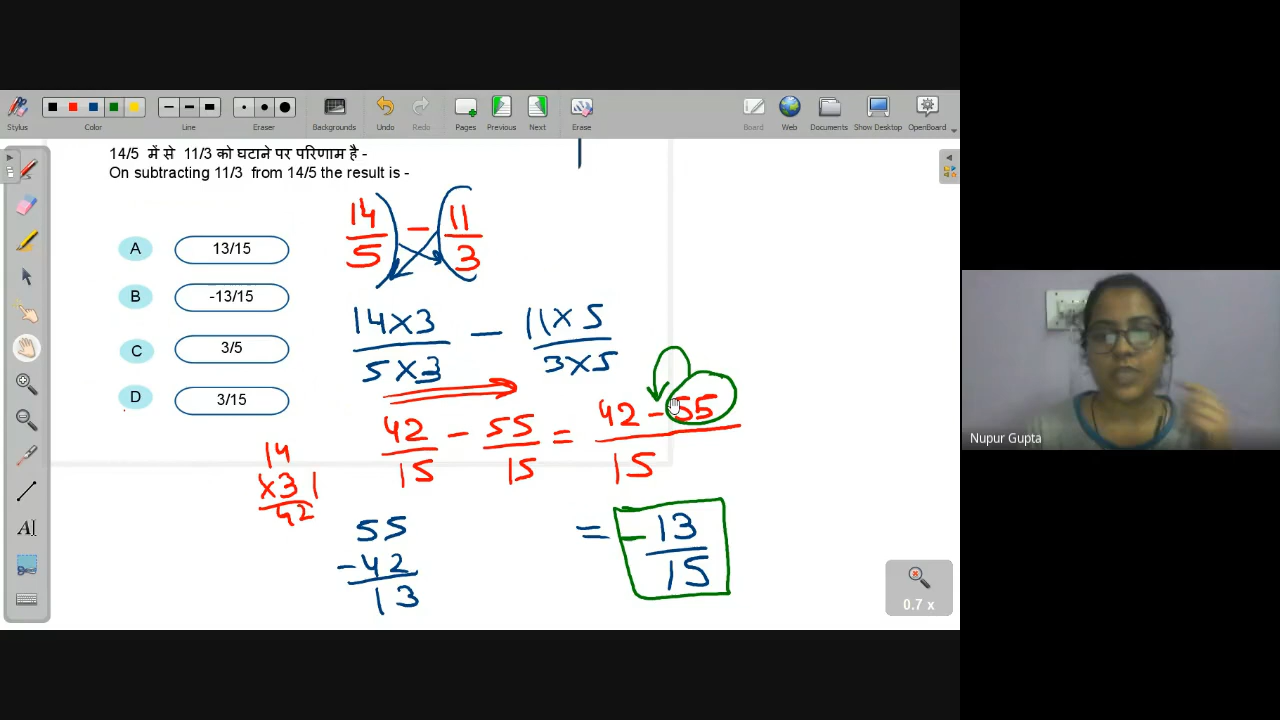 Stylus
Color
Line
Eraser
Backgrounds
Undo
Redo
Pages
Previous
Next
Erase
Board
Web
Documents
Show Desktop
OpenBoard
14/5 में से 11/3 को घटाने पर परिणाम है -
On subtracting 11/3 from 14/5 the result is -
A 13/15
B -13/15
C 3/5
D 3/15
14/5 - 11/3
14×3/5×3 - 11×5/3×5
42/15 - 55/15 = 42-55/15
14
×3 1
42
55
-42
13
= -13/15
Nupur Gupta
0.7 x